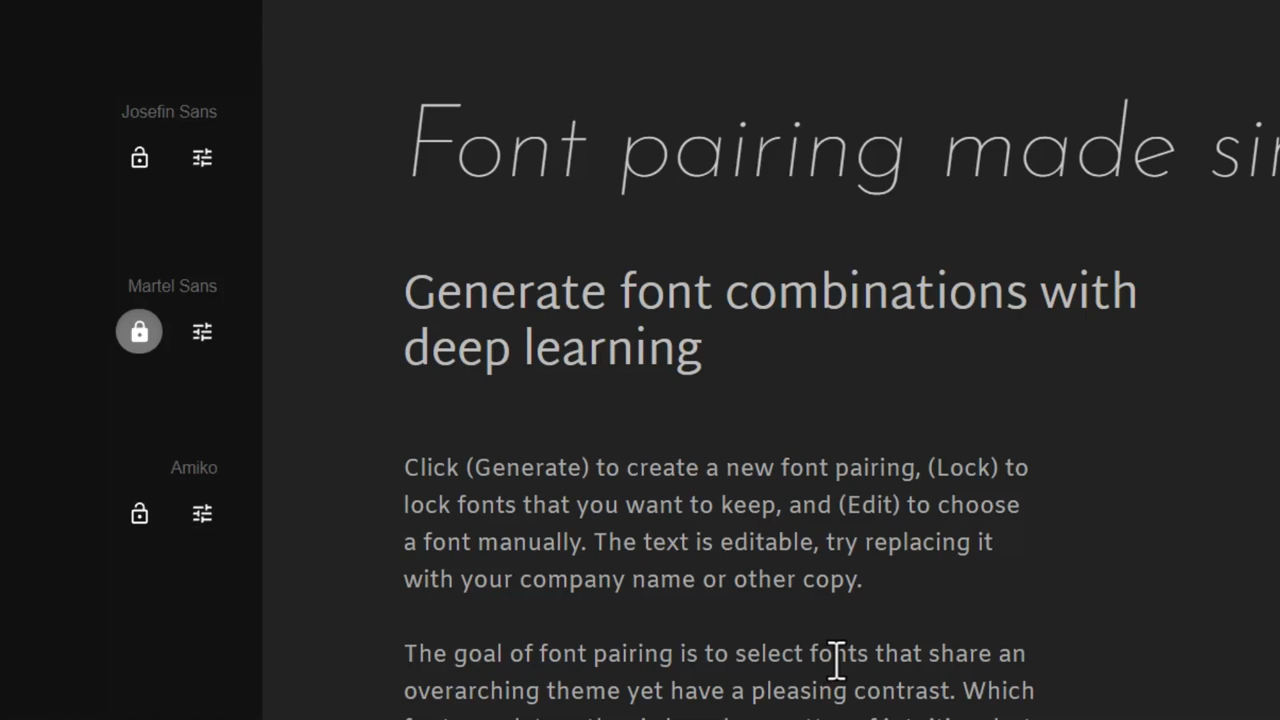 Josefin Sans
Font pairing made
Martel Sans
Generate font combinations with
deep learning
Amiko
Click (Generate) to create a new font pairing, (Lock) to
lock fonts that you want to keep, and (Edit) to choose
a font manually. The text is editable, try replacing it
with your company name or other copy.
The goal of font pairing is to select fonts that share an
overarching theme yet have a pleasing contrast. Which